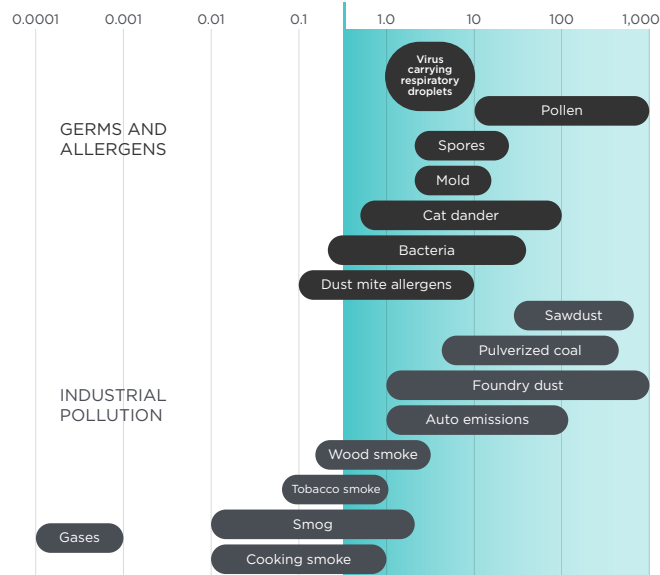 0.0001 0.001 0.01 0.1 1.0 10 100 1,000
Virus
carrying
respiratory
droplets
Pollen
GERMS AND
ALLERGENS
Spores
Mold
Cat dander
Bacteria
Dust mite allergens
Sawdust
Pulverized coal
Foundry dust
INDUSTRIAL
POLLUTION
Auto emissions
Wood smoke
Tobacco smoke
Smog
Gases
Cooking smoke